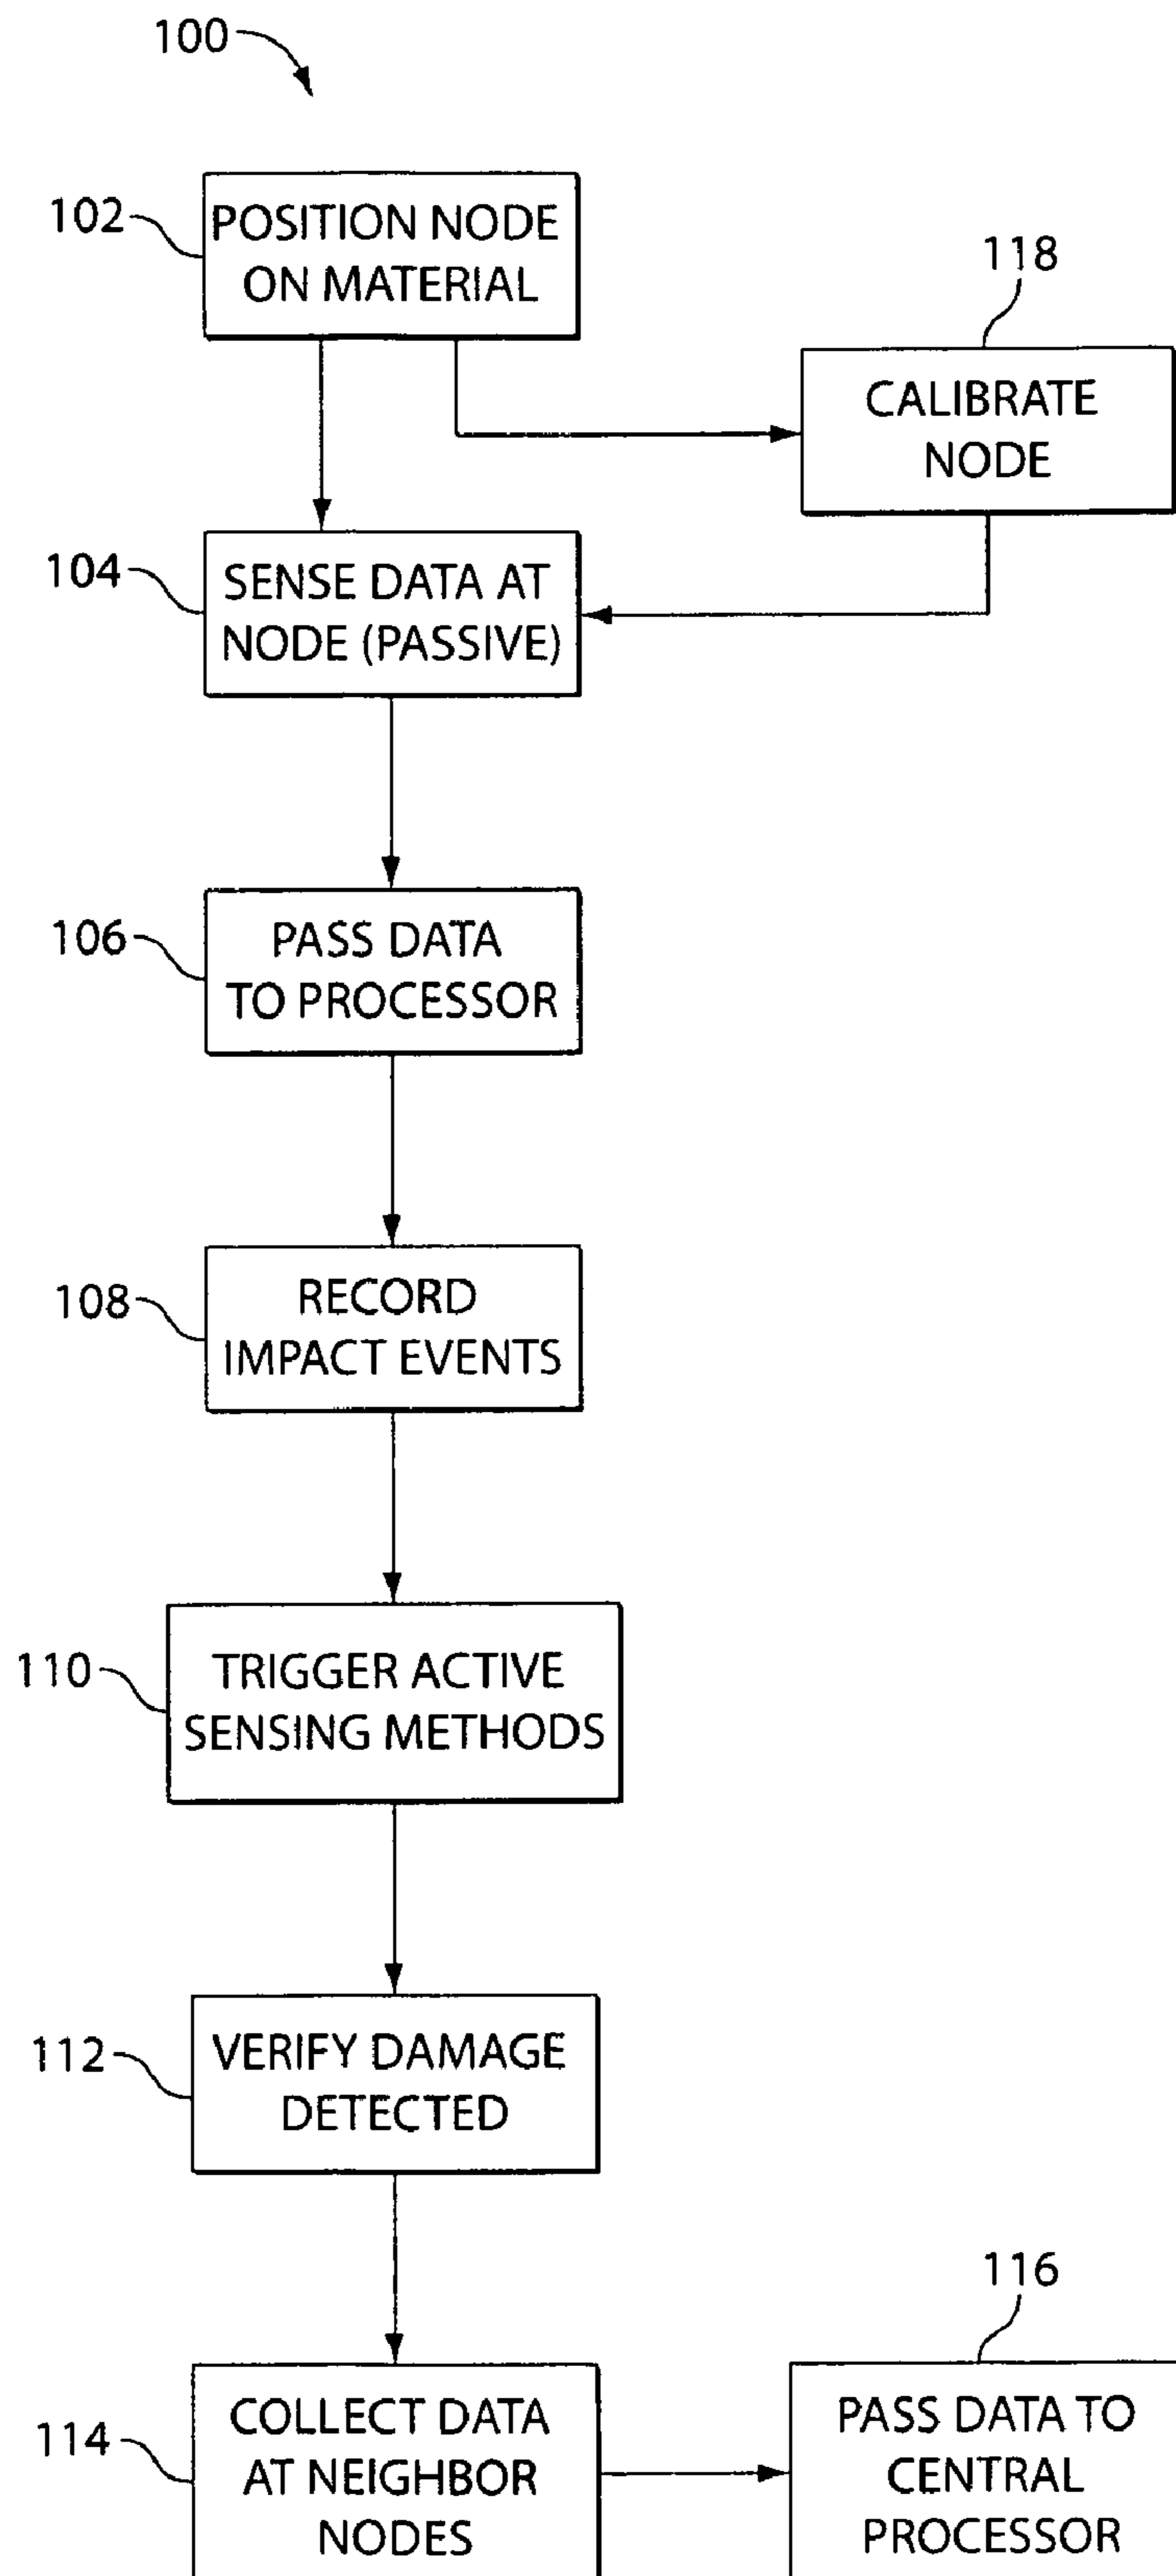 100
102
POSITION NODE
ON MATERIAL
118
CALIBRATE
NODE
104
SENSE DATA AT
NODE (PASSIVE)
106
PASS DATA
TO PROCESSOR
108
RECORD
IMPACT EVENTS
110
TRIGGER ACTIVE
SENSING METHODS
112
VERIFY DAMAGE
DETECTED
114
COLLECT DATA
AT NEIGHBOR
NODES
116
PASS DATA TO
CENTRAL
PROCESSOR